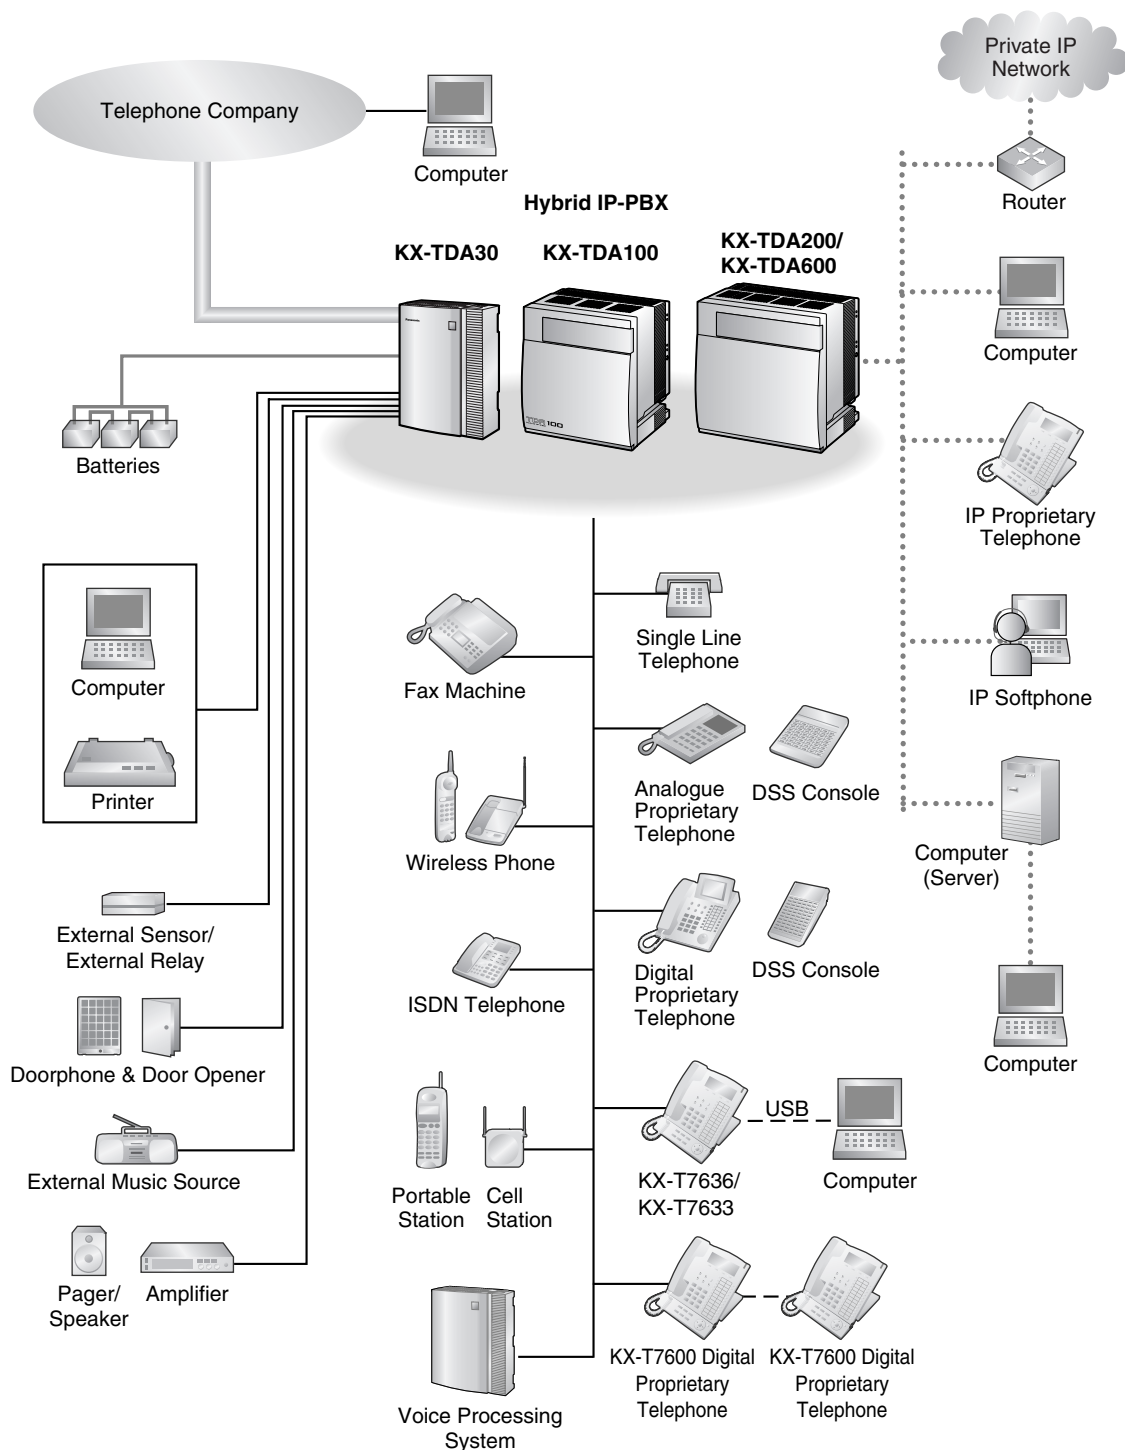 Private IP
Network
Telephone Company
Computer
Router
Hybrid IP-PBX
KX-TDA30
KX-TDA100
KX-TDA200/
KX-TDA600
Computer
Batteries
100
IP Proprietary
Telephone
Computer
Printer
Fax Machine
Single Line
Telephone
IP Softphone
Analogue
Proprietary
Telephone
DSS Console
Wireless Phone
Computer
(Server)
External Sensor/
External Relay
ISDN Telephone
Digital
Proprietary
Telephone
DSS Console
Computer
Doorphone & Door Opener
USB
External Music Source
Portable
Station
Cell
Station
KX-T7636/
KX-T7633
Computer
Pager/
Speaker
Amplifier
KX-T7600 Digital
Proprietary
Telephone
KX-T7600 Digital
Proprietary
Telephone
Voice Processing
System